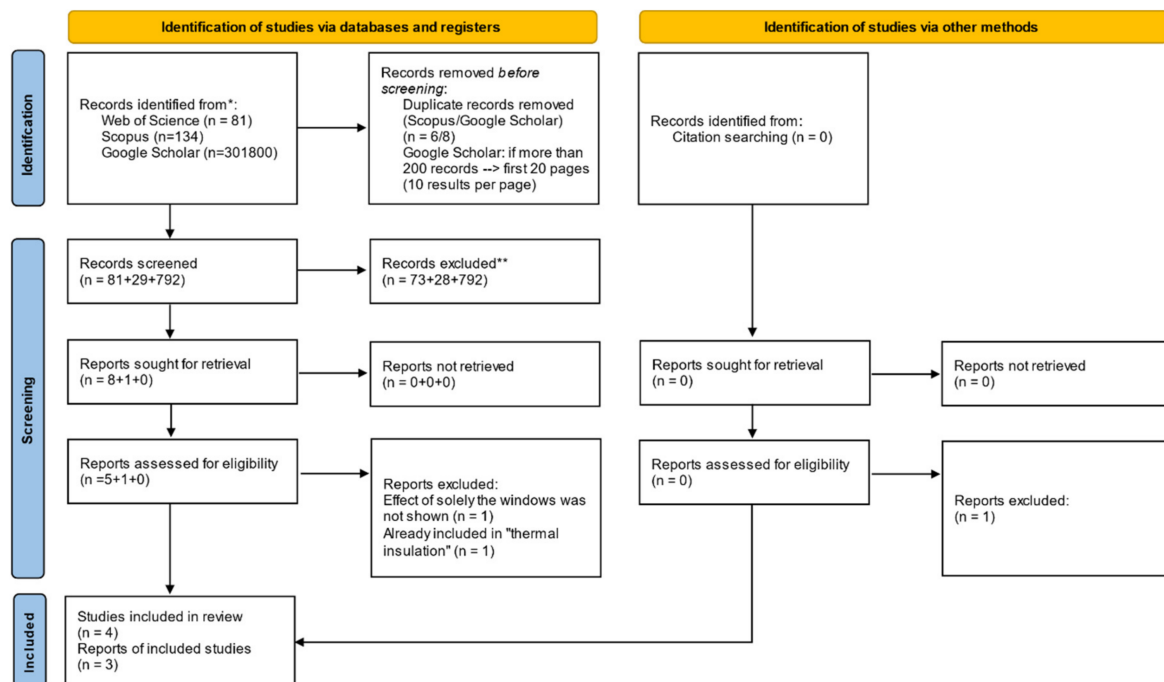 Identification of studies via databases and registers
Identification of studies via other methods
Identifcation
Records identified from*:
Web of Science (n = 81)
Scopus (n=134)
Google Scholar (n=301800)
Records removed before
screening:
Duplicate records removed
(Scopus/Google Scholar)
(n = 6/8)
Google Scholar: if more than
200 records --> first 20 pages
(10 results per page)
Records identified from:
Citation searching (n = 0)
Screening
Records screened
(n = 81+29+792)
Records excluded**
(n = 73+28+792)
Reports sought for retrieval
(n = 8+1+0)
Reports not retrieved
(n = 0+0+0)
Reports sought for retrieval
(n = 0)
Reports not retrieved
(n = 0)
Reports assessed for eligibility
(n =5+1+0)
Reports excluded:
Effect of solely the windows was
not shown (n = 1)
Already included in "thermal
insulation" (n = 1)
Reports assessed for eligibility
(n = 0)
Reports excluded:
(n = 1)
Included
Studies included in review
(n = 4)
Reports of included studies
(n = 3)